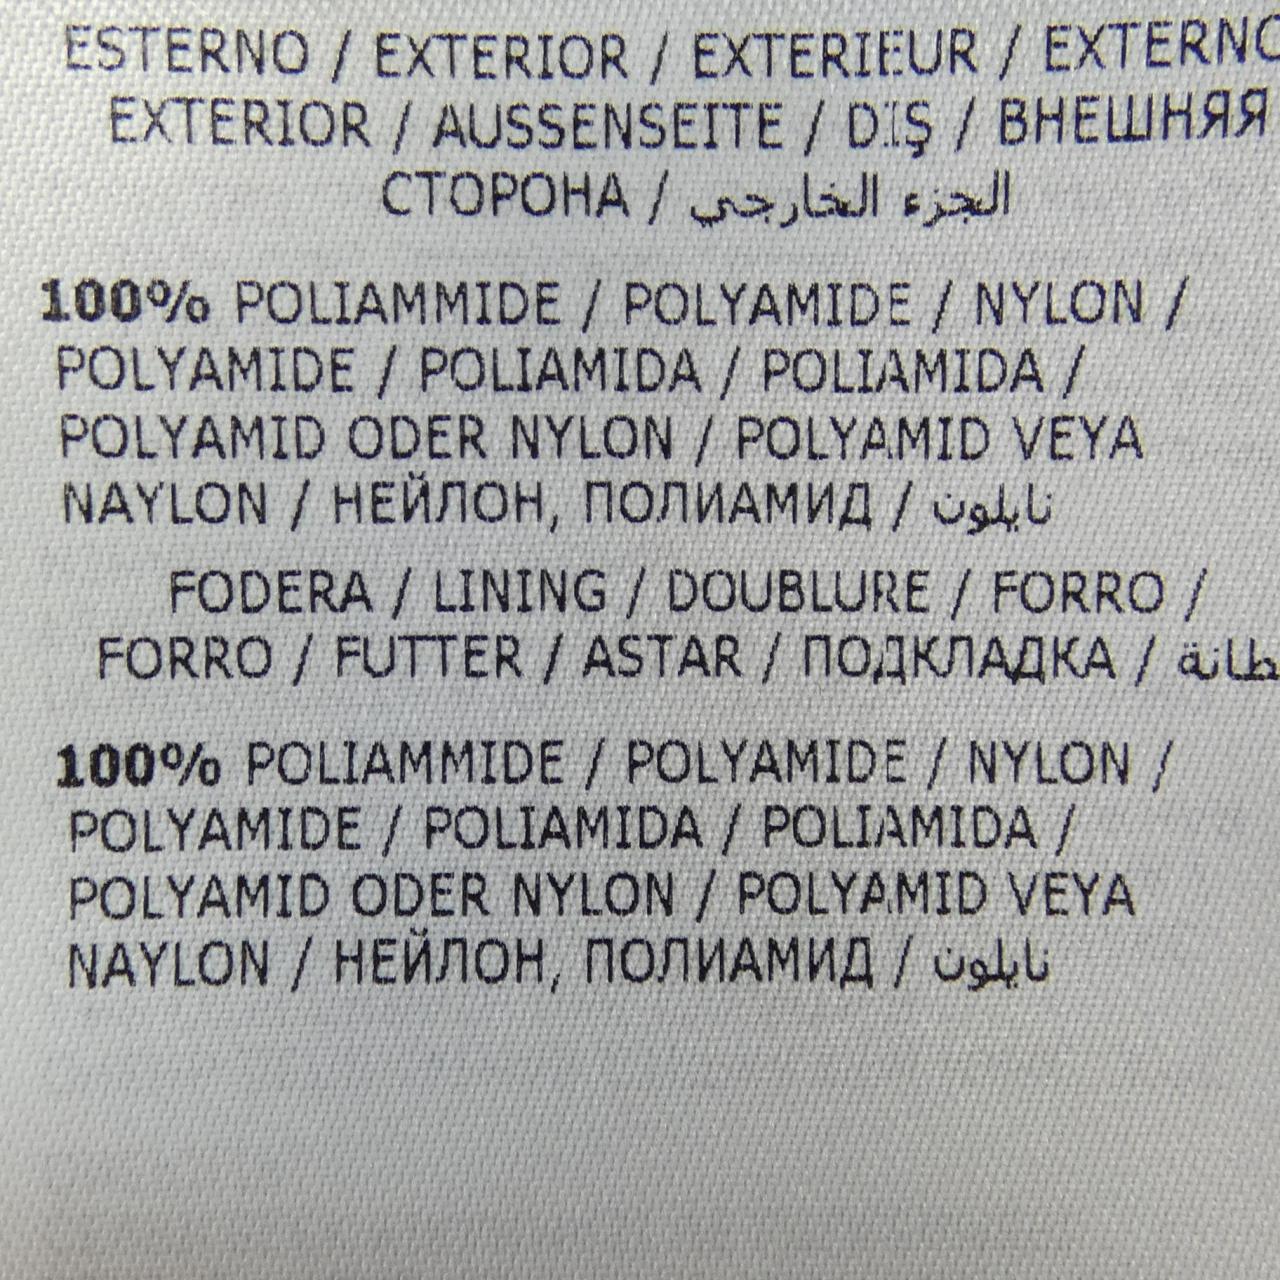 ESTERNO / EXTERIOR / EXTERIEUR / EXTERNO
EXTERIOR / AUSSENSEITE / DIŞ / ВНЕШНЯЯ
СТОРОНА / الجزء الخارجي
100% POLIAMMIDE / POLYAMIDE / NYLON /
POLYAMIDE / POLIAMIDA / POLIAMIDA /
POLYAMID ODER NYLON / POLYAMID VEYA
NAYLON / НЕЙЛОН, ПОЛИАМИД / نايلون
FODERA / LINING / DOUBLURE / FORRO /
FORRO / FUTTER / ASTAR / ПОДКЛАДКА /
100% POLIAMMIDE / POLYAMIDE / NYLON /
POLYAMIDE / POLIAMIDA / POLIAMIDA /
POLYAMID ODER NYLON / POLYAMID VEYA
NAYLON / НЕЙЛОН, ПОЛИАМИД / نايلون